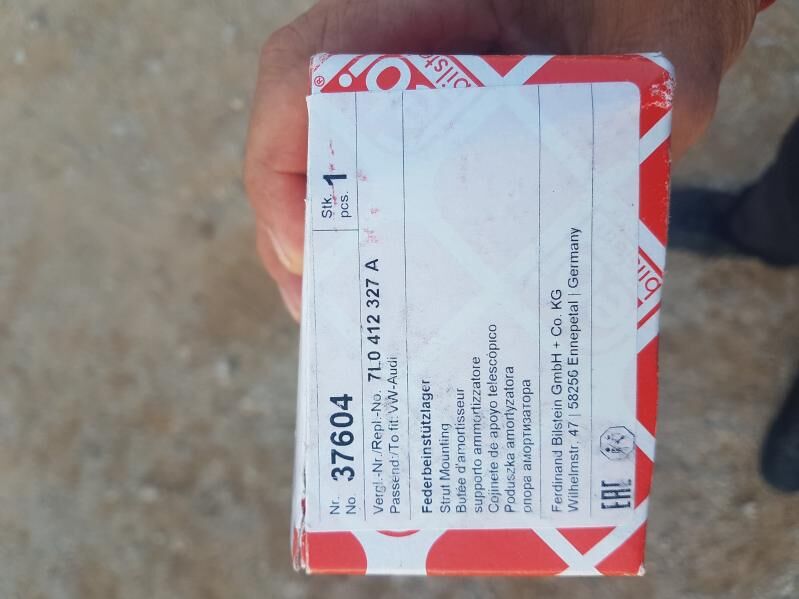 bilstein
Nr.
No. 37604
Stk.
pcs. 1
Vergl.-Nr./Repl.-No. 7L0 412 327 A
Passend:/To fit: VW-Audi
Federbeinstützlager
Strut Mounting
Butée d'amortisseur
supporto ammortizzatore
Cojinete de apoyo telescópico
Poduszka amortyzatora
опора амортизатора
Ferdinand Bilstein GmbH + Co. KG
Wilhelmstr. 47 | 58256 Ennepetal | Germany
EAC